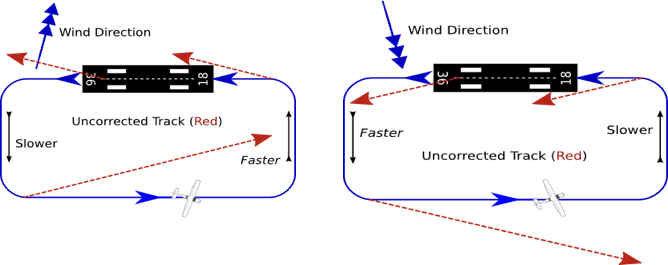 Wind Direction
36
18
Uncorrected Track (Red)
Slower
Faster
Wind Direction
36
18
Faster
Slower
Uncorrected Track (Red)